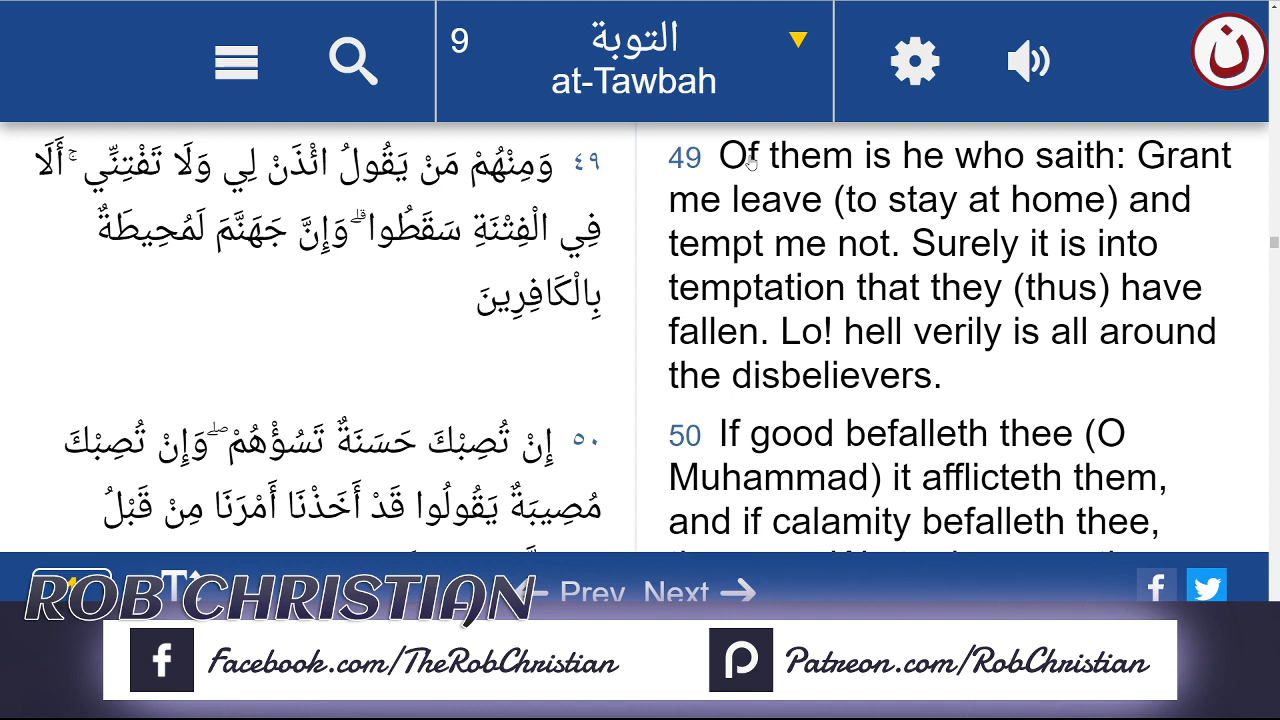 9
التوبة
at-Tawbah
ن
٤٩ وَمِنْهُمْ مَنْ يَقُولُ ائْذَنْ لِي وَلَا تَفْتِنِّي ۚ أَلَا
فِي الْفِتْنَةِ سَقَطُوا ۗ وَإِنَّ جَهَنَّمَ لَمُحِيطَةٌ
بِالْكَافِرِينَ
49 Of them is he who saith: Grant
me leave (to stay at home) and
tempt me not. Surely it is into
temptation that they (thus) have
fallen. Lo! hell verily is all around
the disbelievers.
٥٠ إِنْ تُصِبْكَ حَسَنَةٌ تَسُؤْهُمْ ۖ وَإِنْ تُصِبْكَ
مُصِيبَةٌ يَقُولُوا قَدْ أَخَذْنَا أَمْرَنَا مِنْ قَبْلُ
50 If good befalleth thee (O
Muhammad) it afflicteth them,
and if calamity befalleth thee,
Prev Next
ROB CHRISTIAN
Facebook.com/TheRobChristian
Patreon.com/RobChristian